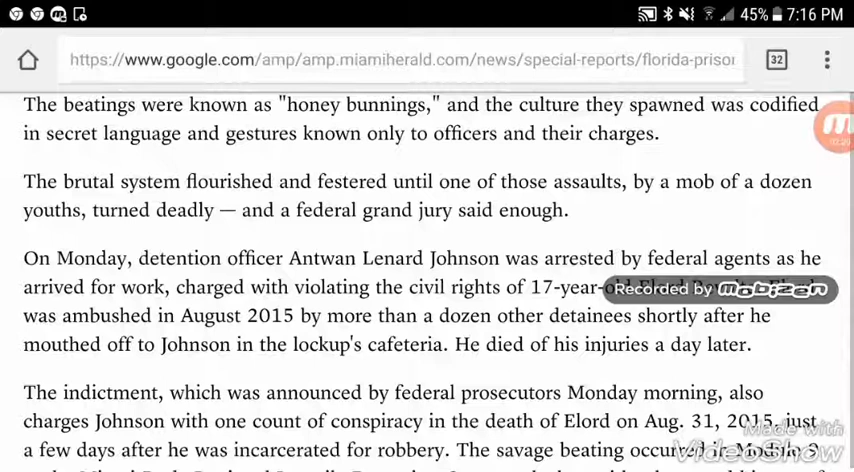 45% 7:16 PM
https://www.google.com/amp/amp.miamiherald.com/news/special-reports/florida-prisor
32
The beatings were known as "honey bunnings," and the culture they spawned was codified
in secret language and gestures known only to officers and their charges.
The brutal system flourished and festered until one of those assaults, by a mob of a dozen
youths, turned deadly — and a federal grand jury said enough.
On Monday, detention officer Antwan Lenard Johnson was arrested by federal agents as he
arrived for work, charged with violating the civil rights of 17-year-old Elord
Recorded by mobizen
was ambushed in August 2015 by more than a dozen other detainees shortly after he
mouthed off to Johnson in the lockup's cafeteria. He died of his injuries a day later.
The indictment, which was announced by federal prosecutors Monday morning, also
charges Johnson with one count of conspiracy in the death of Elord on Aug. 31, 2015, just
a few days after he was incarcerated for robbery. The savage beating occurred in Module 9
Made with
VideoShow